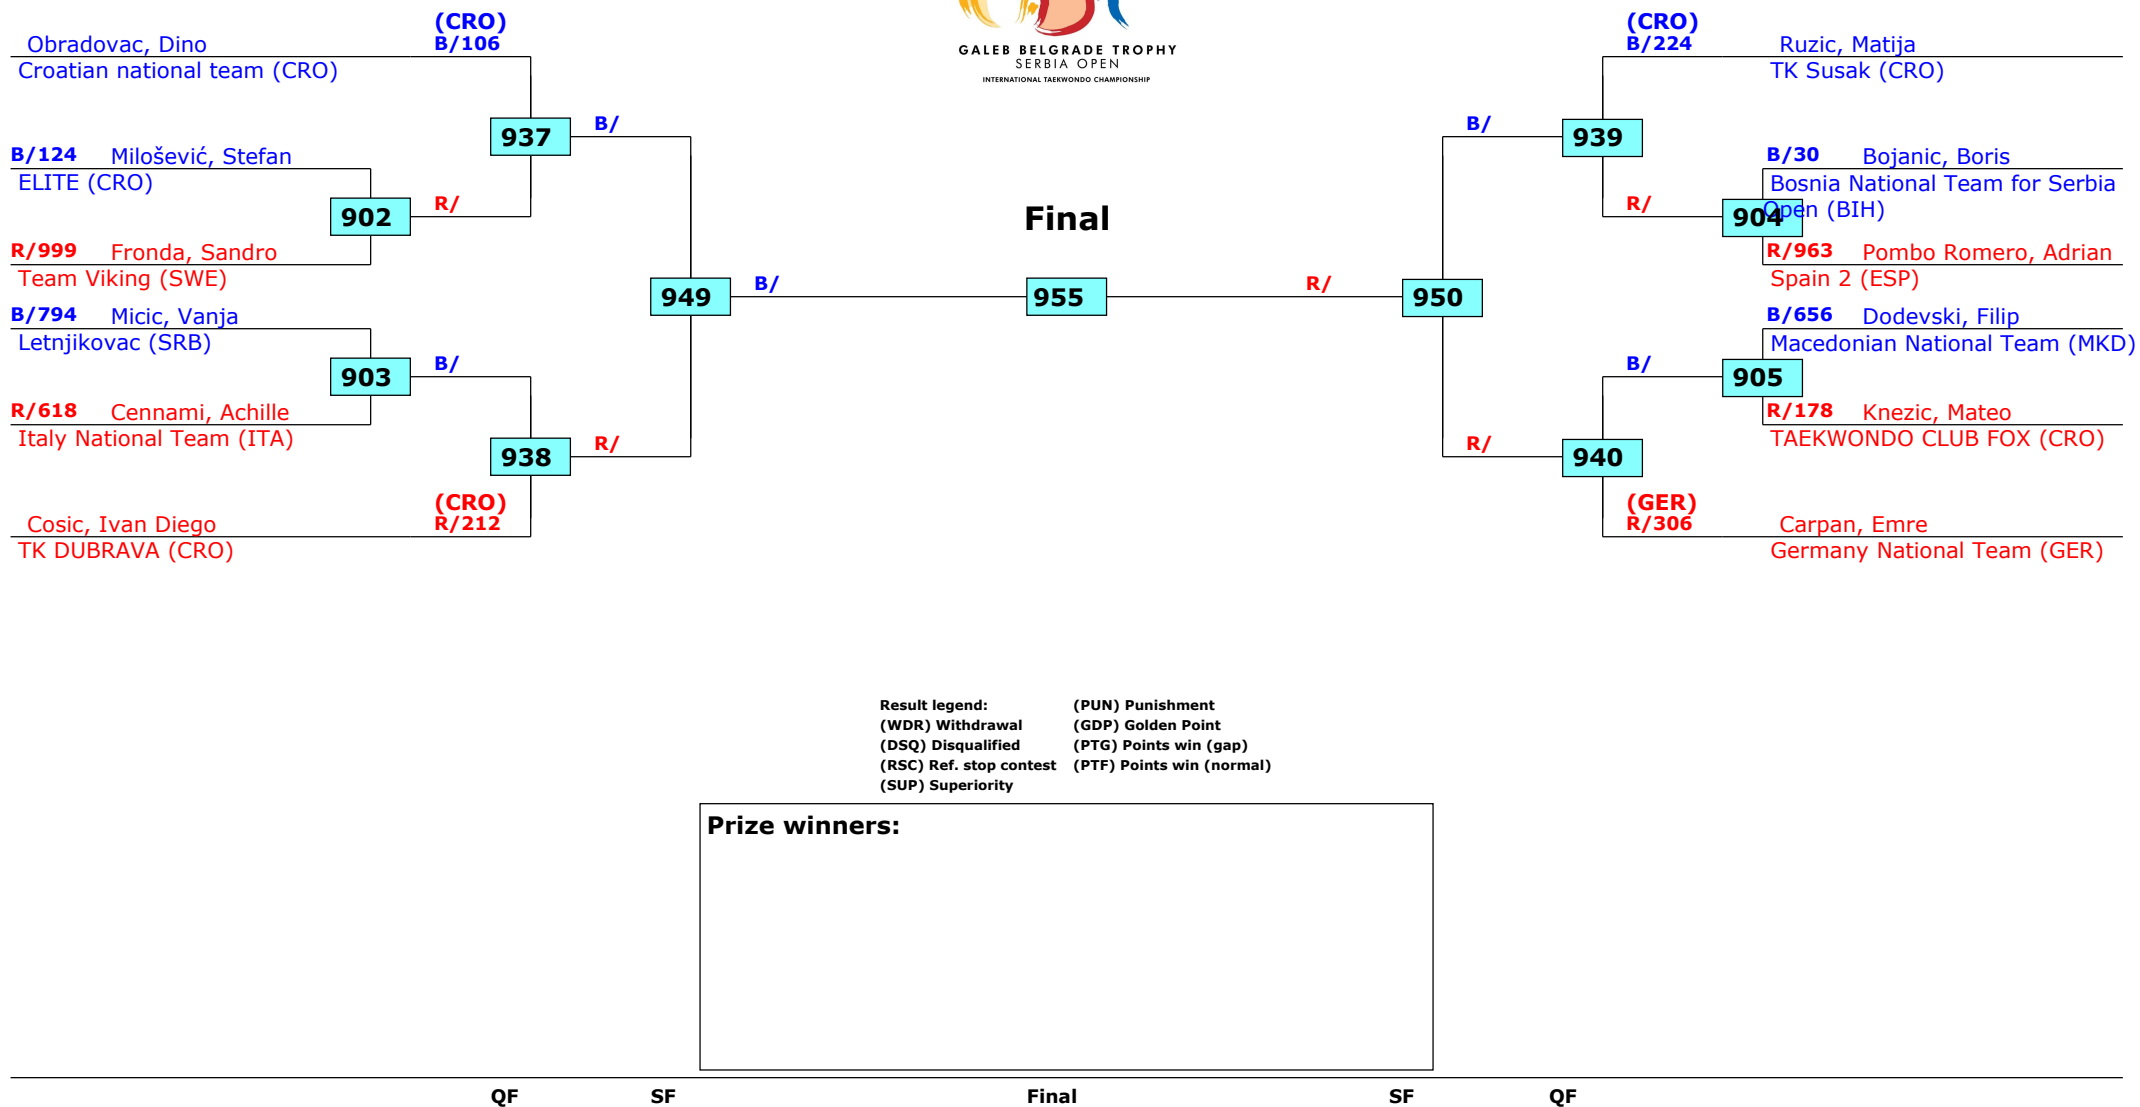 GALEB BELGRADE TROPHY
SERBIA OPEN
INTERNATIONAL TAEKWONDO CHAMPIONSHIP
(CRO)
Obradovac, Dino B/106
Croatian national team (CRO)
937
B/
B/124 Milošević, Stefan
ELITE (CRO)
902
R/
R/999 Fronda, Sandro
Team Viking (SWE)
949
B/
B/794 Micic, Vanja
Letnjikovac (SRB)
903
B/
R/618 Cennami, Achille
Italy National Team (ITA)
938
R/
(CRO)
Cosic, Ivan Diego R/212
TK DUBRAVA (CRO)
Final
955
(CRO)
B/224 Ruzic, Matija
TK Susak (CRO)
B/
939
B/30 Bojanic, Boris
Bosnia National Team for Serbia
Open (BIH)
R/
904
R/963 Pombo Romero, Adrian
Spain 2 (ESP)
R/
950
B/656 Dodevski, Filip
Macedonian National Team (MKD)
B/
905
R/178 Knezic, Mateo
TAEKWONDO CLUB FOX (CRO)
R/
940
(GER)
R/306 Carpan, Emre
Germany National Team (GER)
Result legend: (PUN) Punishment
(WDR) Withdrawal (GDP) Golden Point
(DSQ) Disqualified (PTG) Points win (gap)
(RSC) Ref. stop contest (PTF) Points win (normal)
(SUP) Superiority
Prize winners:
QF SF Final SF QF